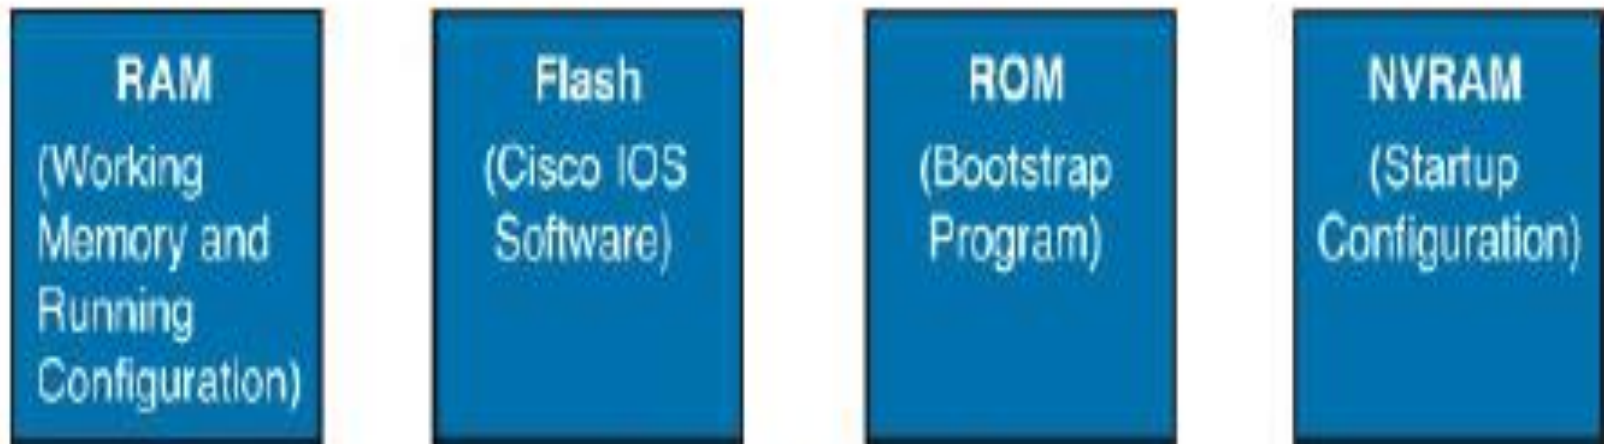 RAM
(Working
Memory and
Running
Configuration)
Flash
(Cisco IOS
Software)
ROM
(Bootstrap
Program)
NVRAM
(Startup
Configuration)